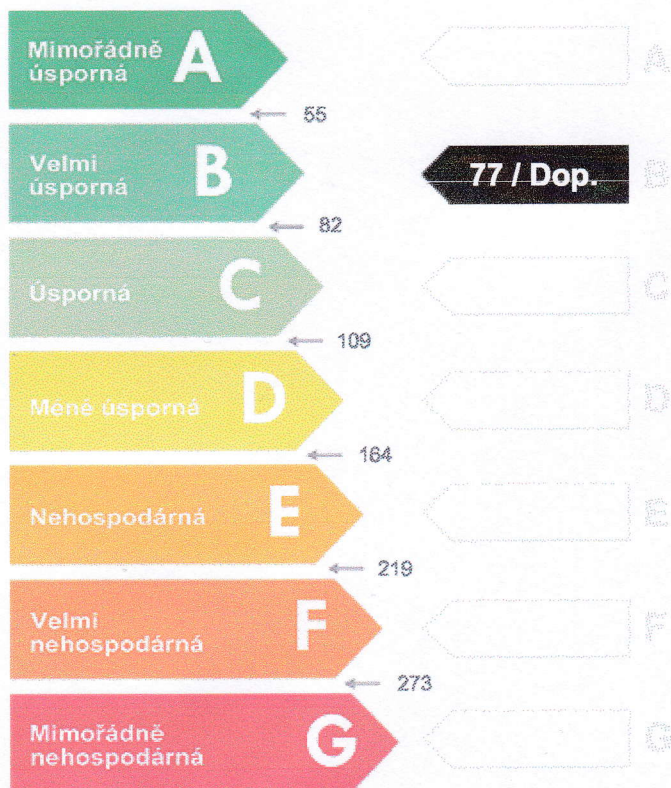 Mimořádně
úsporná
A
A
55
Velmi
úsporná
B
77 / Dop.
B
82
Úsporná
C
C
109
Méně úsporná
D
D
164
Nehospodárná
E
E
219
Velmi
nehospodárná
F
F
273
Mimořádně
nehospodárná
G
G